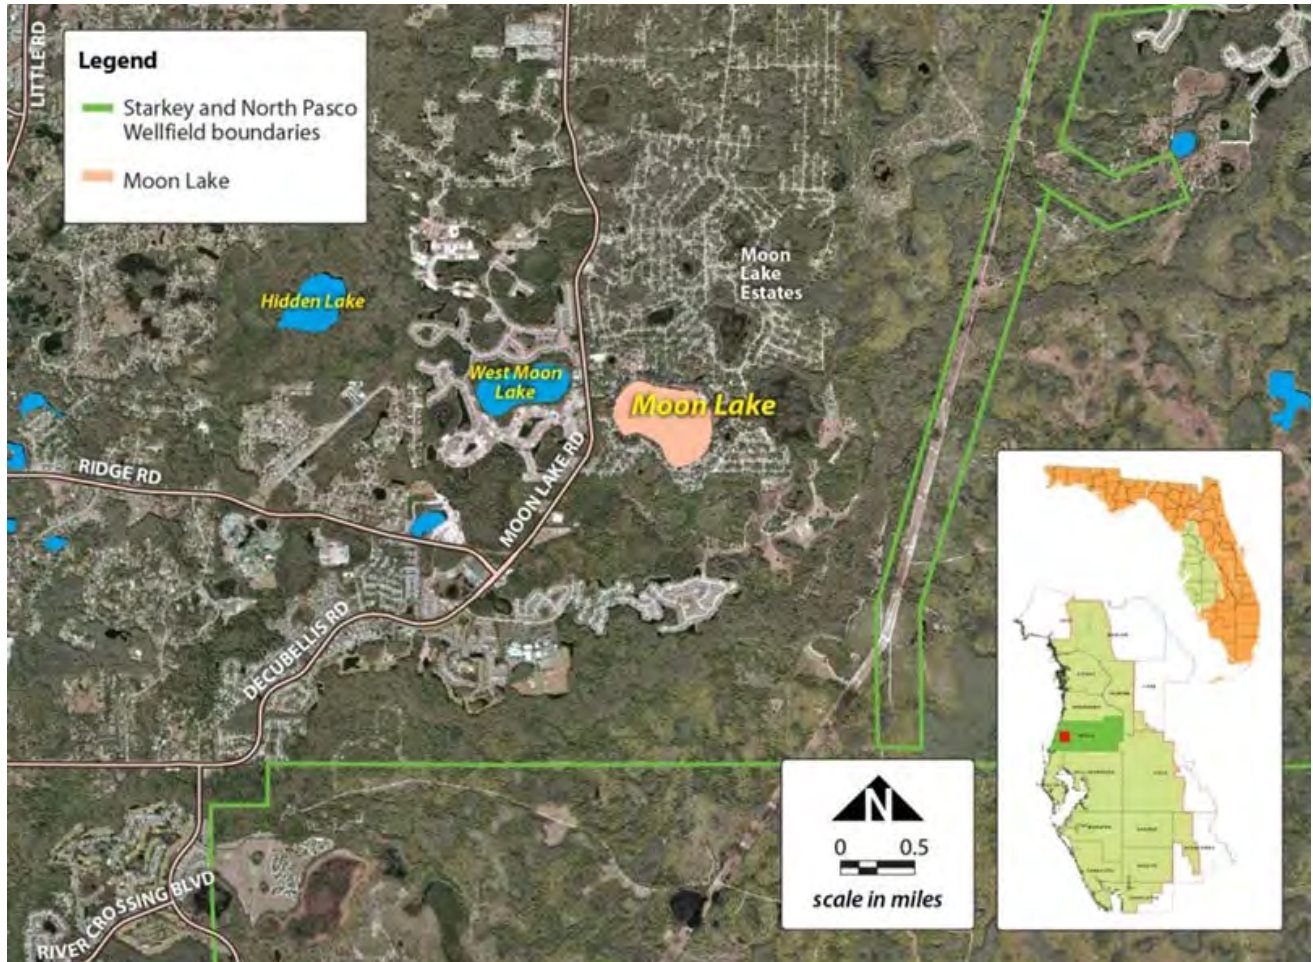 LITTLE RD
Legend
Starkey and North Pasco
Wellfield boundaries
Moon Lake
Moon
Lake
Estates
Hidden Lake
West Moon
Lake
Moon Lake
RIDGE RD
MOON LAKE RD
DECUBELLIS RD
RIVER CROSSING BLVD
N
0 0.5
scale in miles